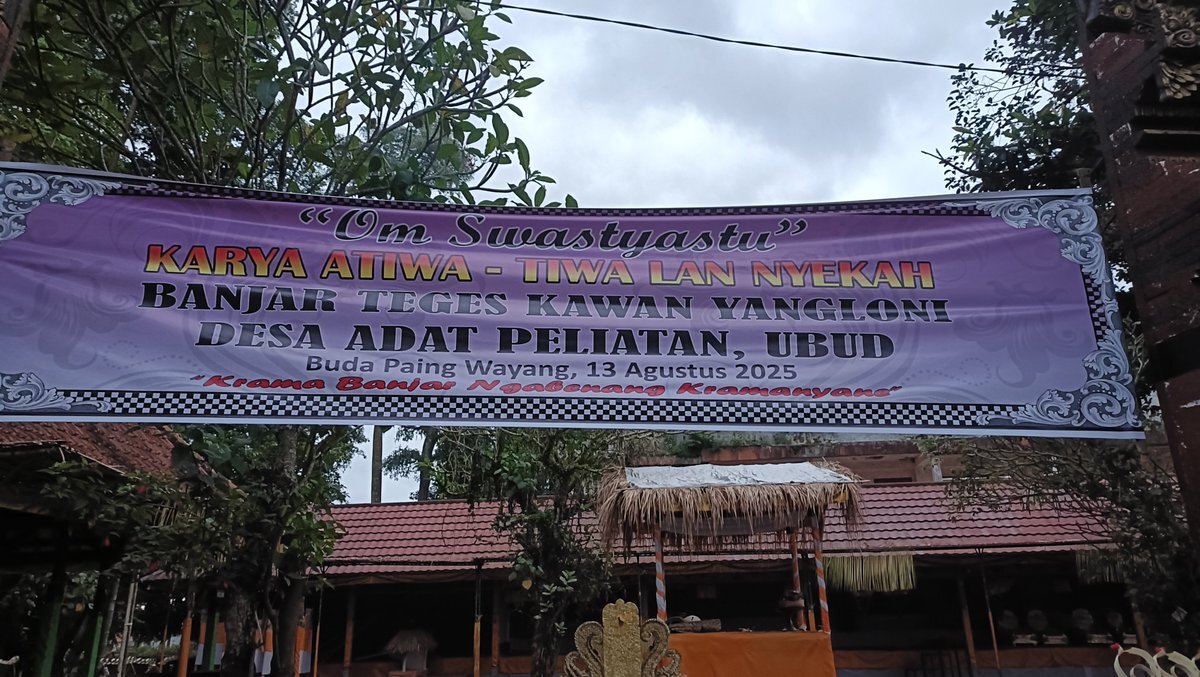 "Om Swastyastu"
KARYA ATIWA - TIWA LAN NYEKAH
BANJAR TEGES KAWAN YANGLONI
DESA ADAT PELIATAN, UBUD
Buda Paing Wayang, 13 Agustus 2025
"Krama Banjar Ngabenang Kramanyane"